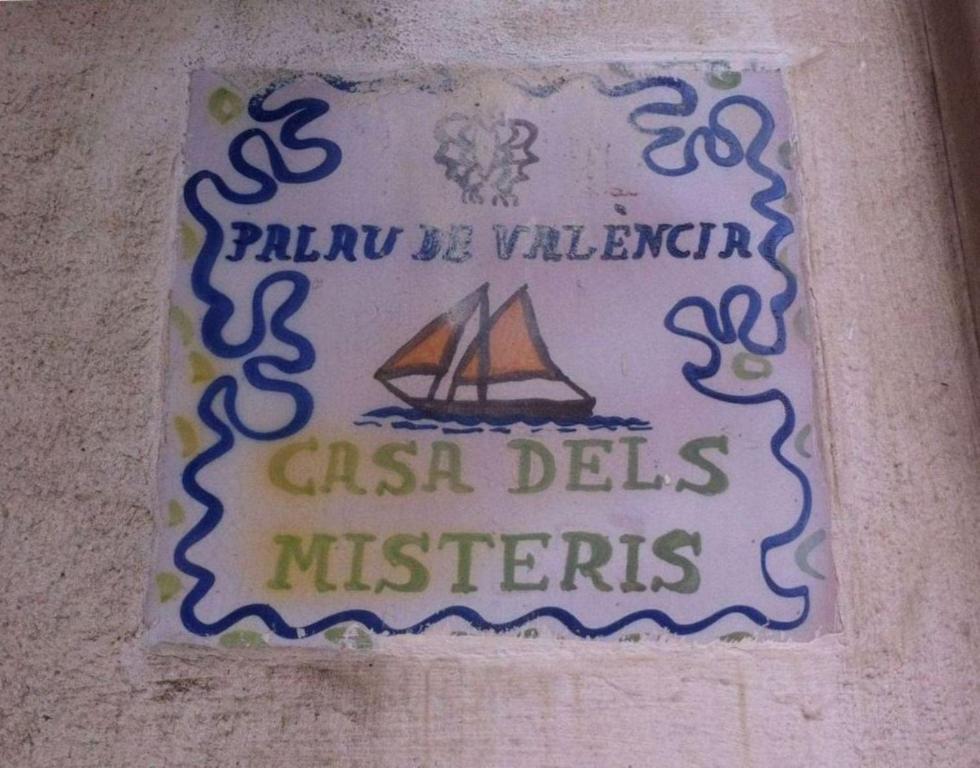 PALAU DE VALÈNCIA
CASA DELS
MISTERIS